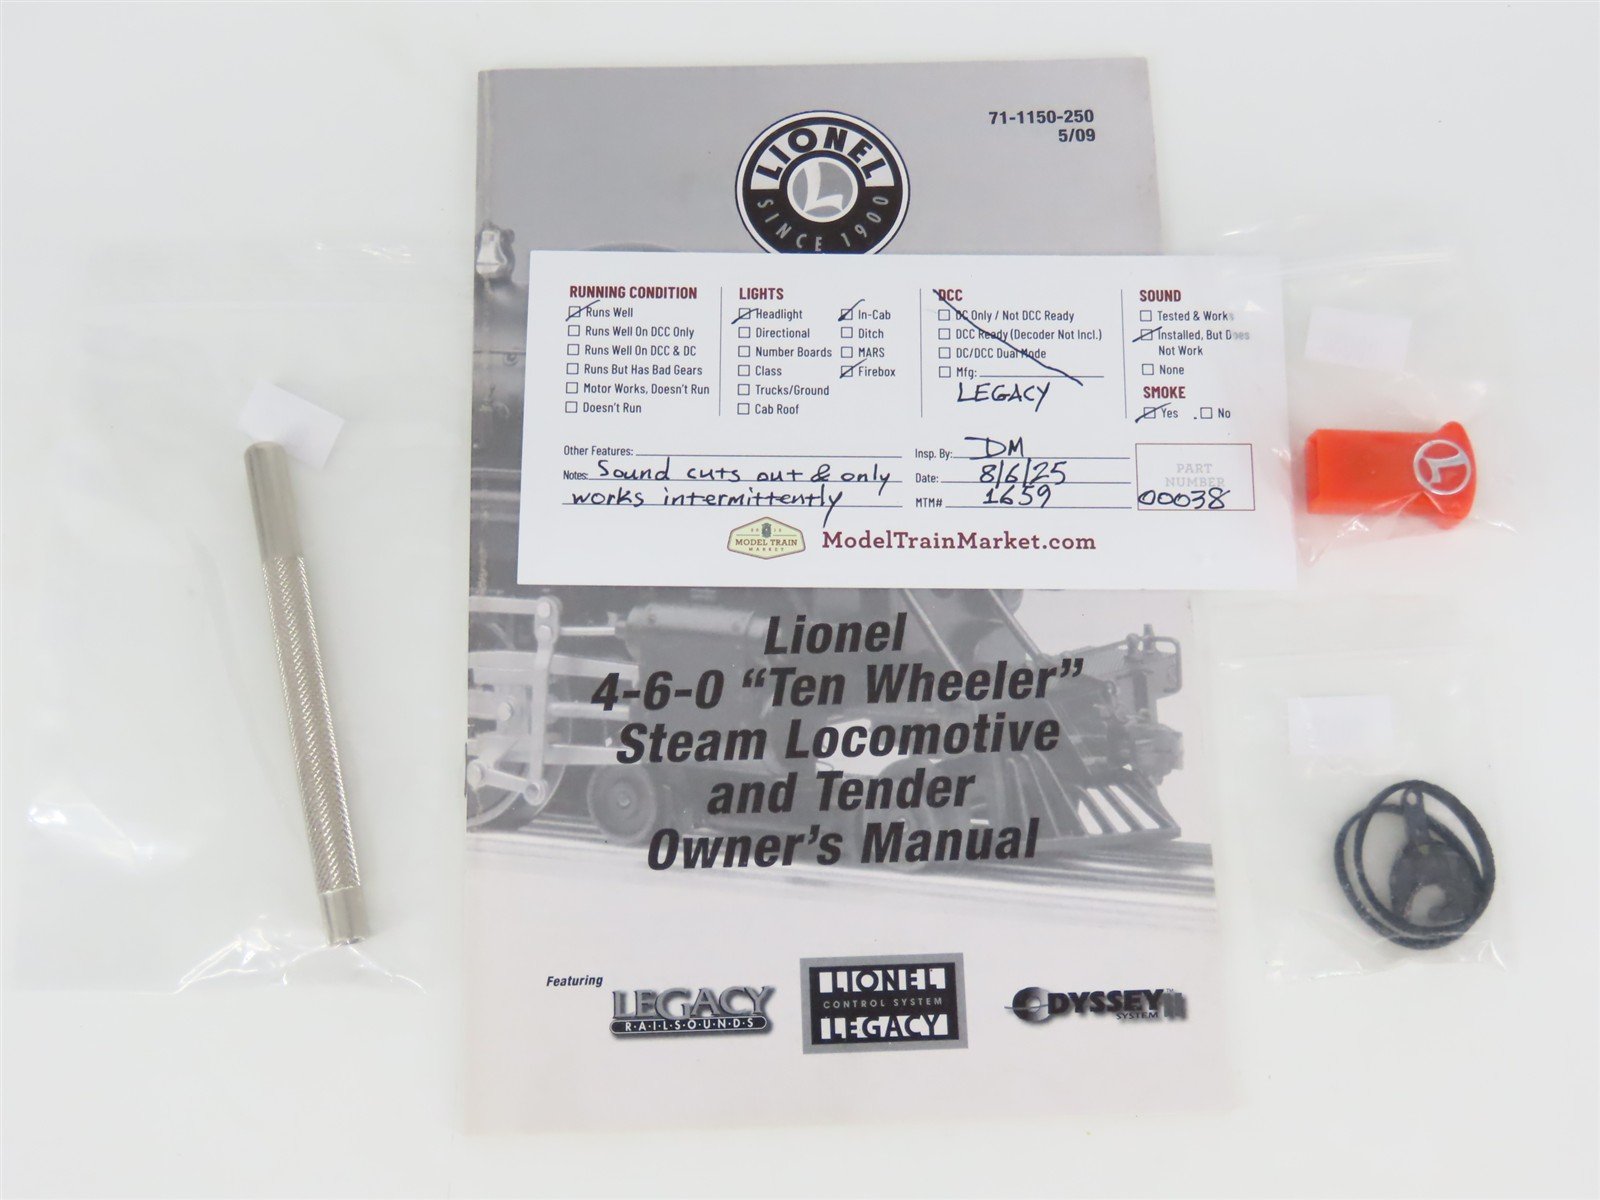 71-1150-250
5/09
LIONEL
SINCE 1900
L
RUNNING CONDITION
Runs Well
Runs Well On DCC Only
Runs Well On DCC & DC
Runs But Has Bad Gears
Motor Works, Doesn't Run
Doesn't Run
LIGHTS
Headlight
Directional
Number Boards
Class
Trucks/Ground
Cab Roof
In-Cab
Ditch
MARS
Firebox
DCC
DC Only / Not DCC Ready
DCC Ready (Decoder Not Incl.)
DC/DCC Dual Mode
Mfg:
LEGACY
SOUND
Tested & Works
Installed, But Does
Not Work
None
SMOKE
Yes No
Other Features:
Notes: Sound cuts out & only
works intermittently
Insp. By: DM
Date: 8/6/25
MTM# 1659
PART
NUMBER
00038
MODEL TRAIN
MARKET
ModelTrainMarket.com
L
Lionel
4-6-0 “Ten Wheeler”
Steam Locomotive
and Tender
Owner's Manual
Featuring
LEGACY
RAILSOUNDS
LIONEL
CONTROL SYSTEM
LEGACY
ODYSSEY II
SYSTEM